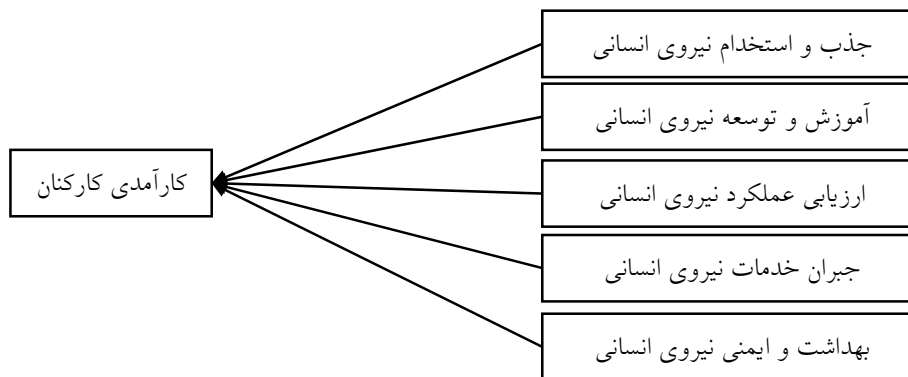 جذب و استخدام نیروی انسانی
آموزش و توسعه نیروی انسانی
ارزیابی عملکرد نیروی انسانی
جبران خدمات نیروی انسانی
بهداشت و ایمنی نیروی انسانی
کارآمدی کارکنان